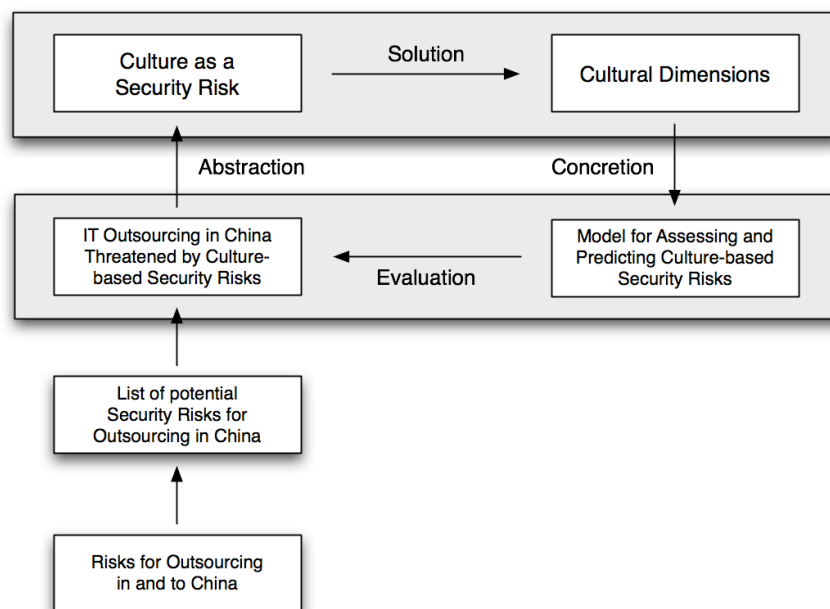 Culture as a
Security Risk
Solution
Cultural Dimensions
Abstraction
Concretion
IT Outsourcing in China
Threatened by Culture-
based Security Risks
Evaluation
Model for Assessing and
Predicting Culture-based
Security Risks
List of potential
Security Risks for
Outsourcing in China
Risks for Outsourcing
in and to China